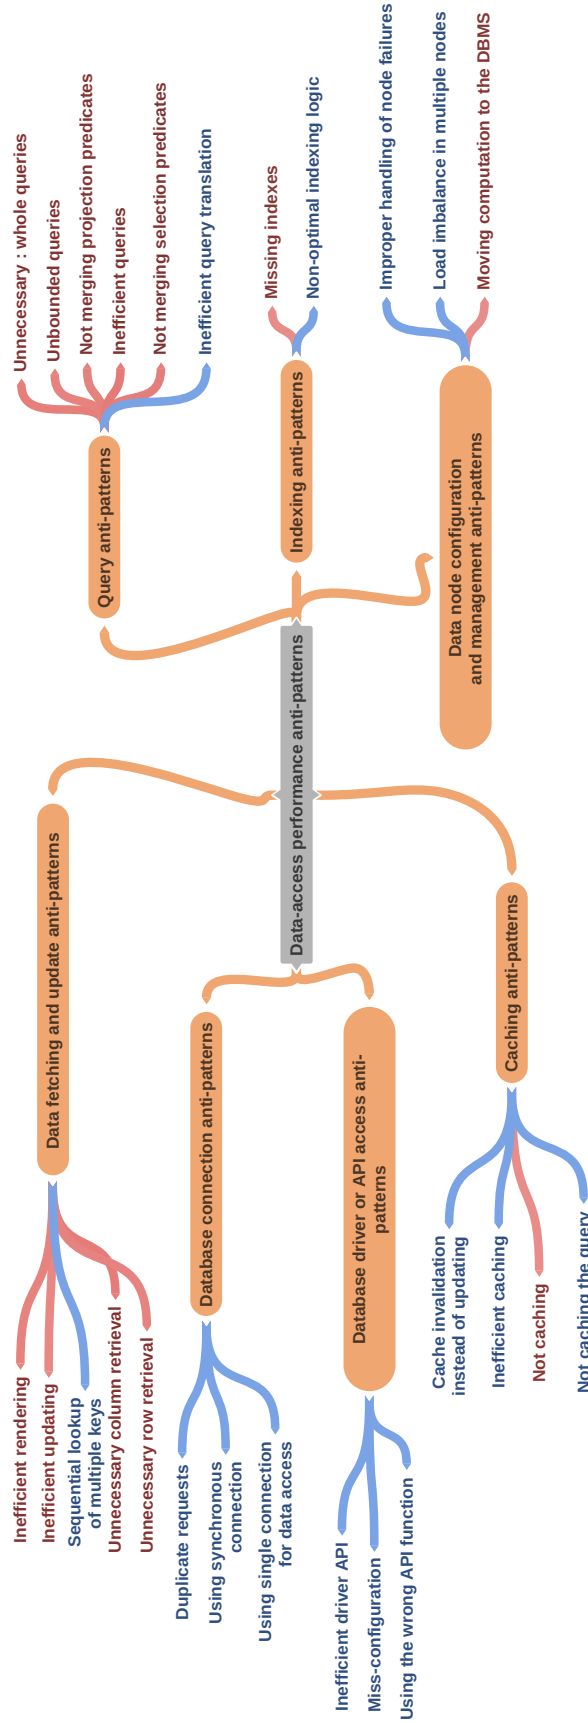 Unnecessary : whole queries
Unbounded queries
Not merging projection predicates
Inefficient queries
Not merging selection predicates
Inefficient query translation
Query anti-patterns
Missing indexes
Non-optimal indexing logic
Indexing anti-patterns
Improper handling of node failures
Load imbalance in multiple nodes
Moving computation to the DBMS
Data node configuration
and management anti-patterns
Data-access performance anti-patterns
Data fetching and update anti-patterns
Inefficient rendering
Inefficient updating
Sequential lookup
of multiple keys
Unnecessary column retrieval
Unnecessary row retrieval
Database connection anti-patterns
Duplicate requests
Using synchronous
connection
Using single connection
for data access
Database driver or API access anti-
patterns
Inefficient driver API
Miss-configuration
Using the wrong API function
Caching anti-patterns
Cache invalidation
instead of updating
Inefficient caching
Not caching
Not caching the query